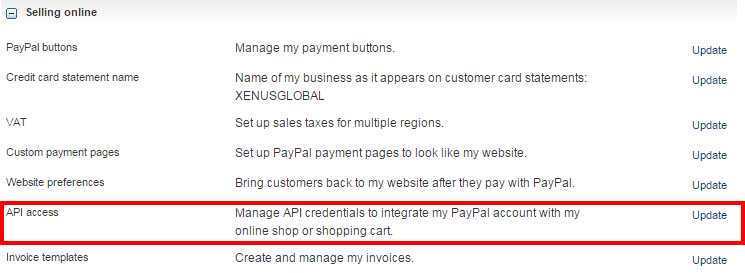 Selling online
PayPal buttons Manage my payment buttons. Update
Credit card statement name Name of my business as it appears on customer card statements: Update
XENUSGLOBAL
VAT Set up sales taxes for multiple regions. Update
Custom payment pages Set up PayPal payment pages to look like my website. Update
Website preferences Bring customers back to my website after they pay with PayPal. Update
API access Manage API credentials to integrate my PayPal account with my Update
online shop or shopping cart.
Invoice templates Create and manage my invoices. Update